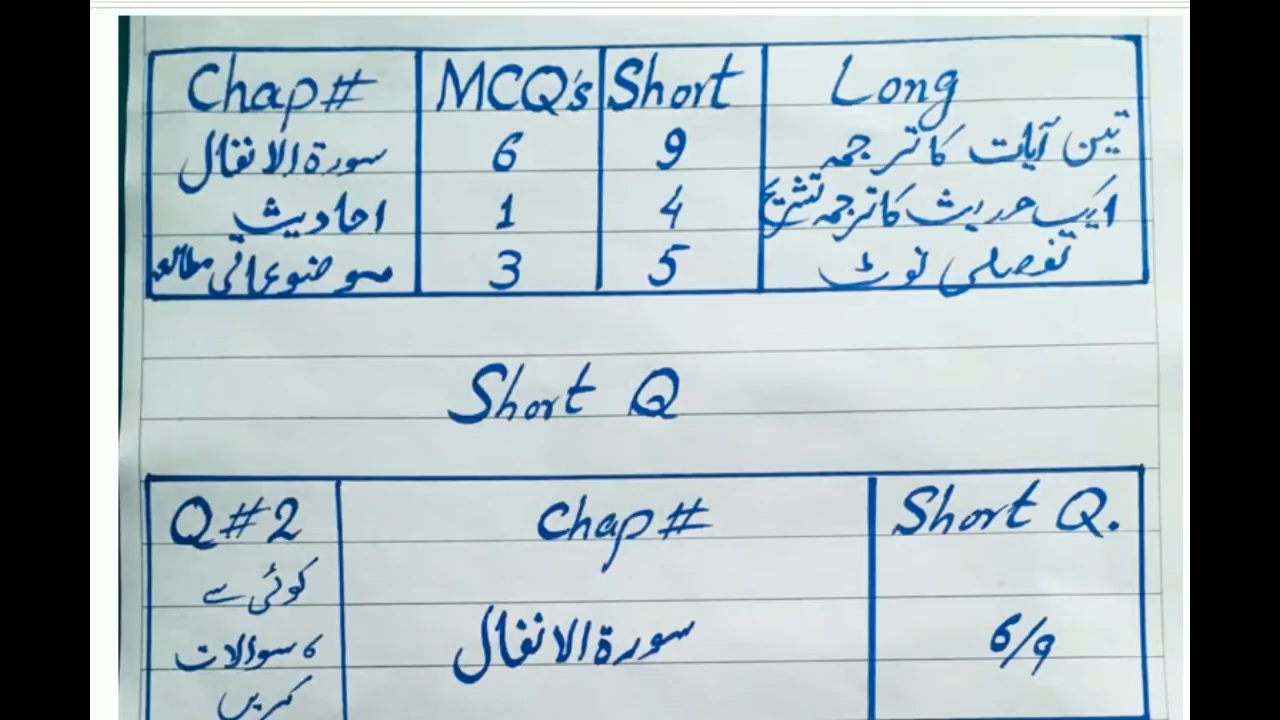 Chap# MCQ's Short Long
سورۃ الانفال 6 9 تین آیات کا ترجمہ
احادیث 1 4 ایک حدیث کا ترجمہ تشریح
موضوعاتی مطالعہ 3 5 تفصیلی نوٹ
Short Q
Q#2 Chap# Short Q.
کوئی سے
6 سوالات سورۃ الانفال 6/9
کریں